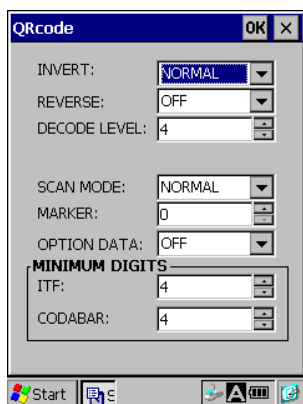 QRcode OK ×
INVERT: NORMAL
REVERSE: OFF
DECODE LEVEL: 4
SCAN MODE: NORMAL
MARKER: 0
OPTION DATA: OFF
MINIMUM DIGITS
ITF: 4
CODABAR: 4
Start A